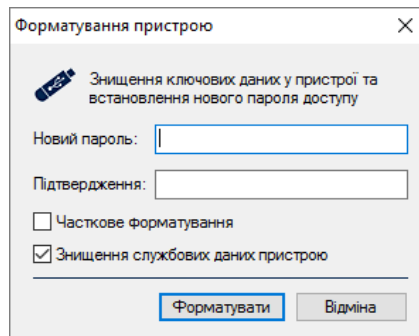 Форматування пристрою
Знищення ключових даних у пристрої та
встановлення нового пароля доступу
Новий пароль:
Підтвердження:
Часткове форматування
Знищення службових даних пристрою
Форматувати
Відміна